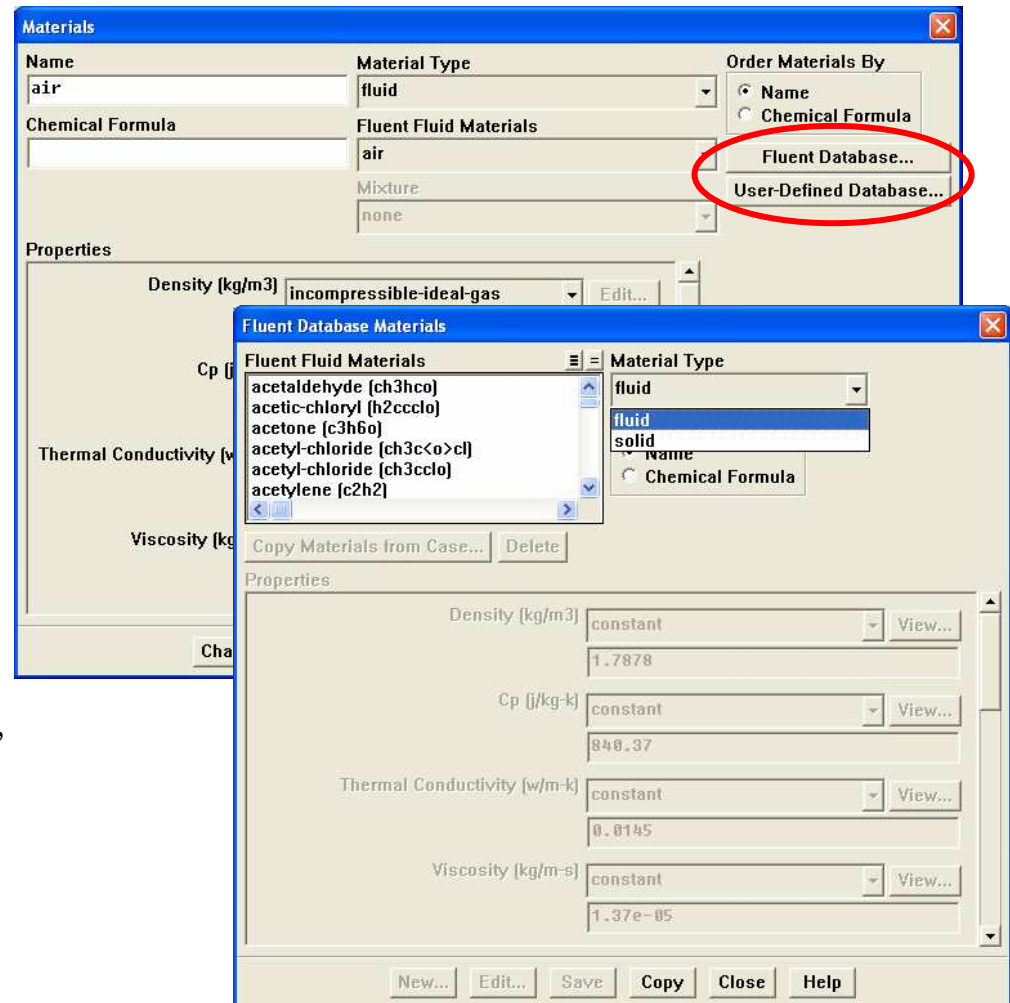 Materials
Name
air
Chemical Formula
Material Type
fluid
Fluent Fluid Materials
air
Mixture
none
Order Materials By
Name
Chemical Formula
Fluent Database...
User-Defined Database...
Properties
Density (kg/m3)
incompressible-ideal-gas
Edit...
Cp (j
Thermal Conductivity (w
Viscosity (kg
Cha
,
Fluent Database Materials
Fluent Fluid Materials
acetaldehyde (ch3hco)
acetic-chloryl (h2ccclo)
acetone (c3h6o)
acetyl-chloride (ch3c<o>cl)
acetyl-chloride (ch3cclo)
acetylene (c2h2)
Material Type
fluid
fluid
solid
Name
Chemical Formula
Copy Materials from Case...
Delete
Properties
Density (kg/m3)
constant
View...
1.7878
Cp (j/kg-k)
constant
View...
840.37
Thermal Conductivity (w/m-k)
constant
View...
0.0145
Viscosity (kg/m-s)
constant
View...
1.37e-05
New... Edit... Save Copy Close Help